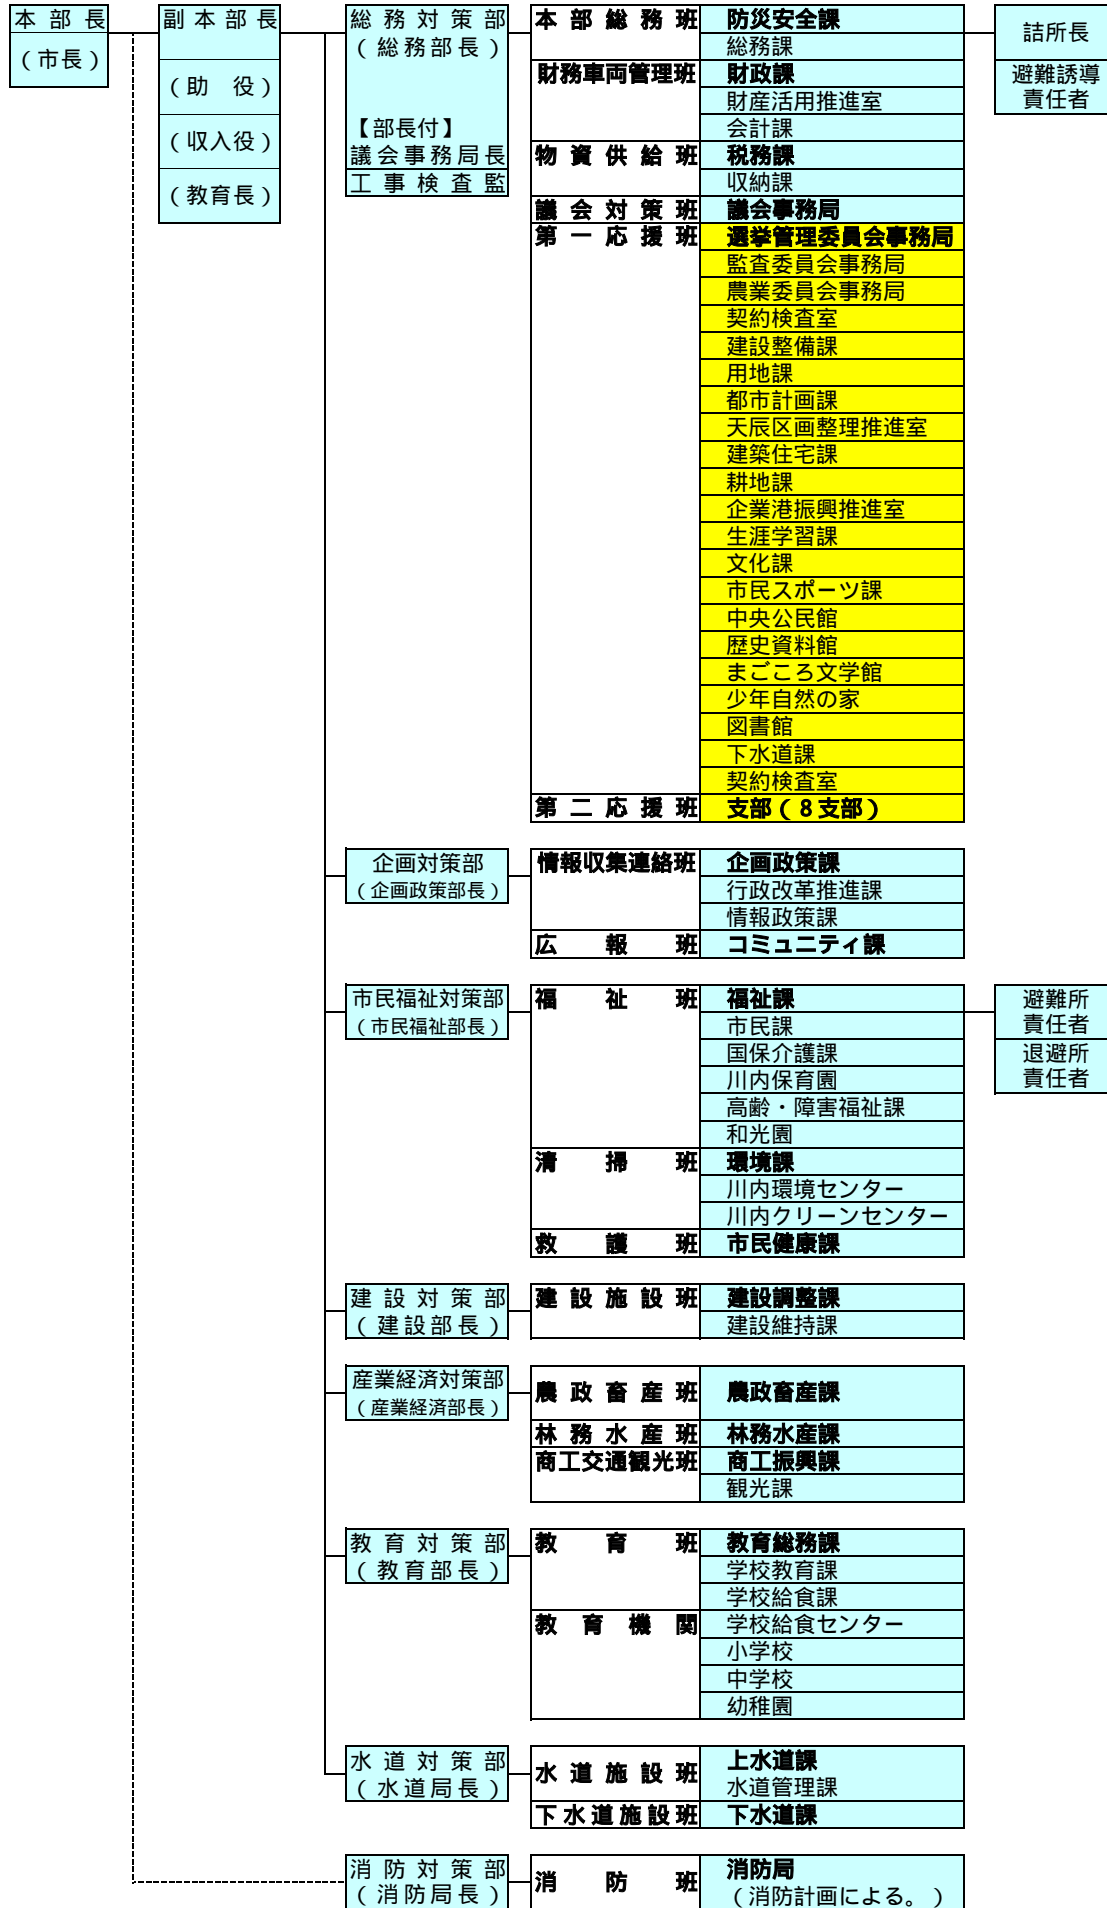 本部長
（市長）
副本部長
（助　役）
（収入役）
（教育長）
総務対策部
（総務部長）
【部長付】
議会事務局長
工事検査監
本部総務班
防災安全課
総務課
財務車両管理班
財政課
財産活用推進室
会計課
物資供給班
税務課
収納課
議会対策班
議会事務局
第一応援班
選挙管理委員会事務局
監査委員会事務局
農業委員会事務局
契約検査室
建設整備課
用地課
都市計画課
天辰区画整理推進室
建築住宅課
耕地課
企業港振興推進室
生涯学習課
文化課
市民スポーツ課
中央公民館
歴史資料館
まごころ文学館
少年自然の家
図書館
下水道課
契約検査室
第二応援班
支部（８支部）
詰所長
避難誘導
責任者
企画対策部
（企画政策部長）
情報収集連絡班
企画政策課
行政改革推進課
情報政策課
広報班
コミュニティ課
市民福祉対策部
（市民福祉部長）
福祉班
福祉課
市民課
国保介護課
川内保育園
高齢・障害福祉課
和光園
清掃班
環境課
川内環境センター
川内クリーンセンター
救護班
市民健康課
避難所
責任者
退避所
責任者
建設対策部
（建設部長）
建設施設班
建設調整課
建設維持課
産業経済対策部
（産業経済部長）
農政畜産班
農政畜産課
林務水産班
林務水産課
商工交通観光班
商工振興課
観光課
教育対策部
（教育部長）
教育班
教育総務課
学校教育課
学校給食課
教育機関
学校給食センター
小学校
中学校
幼稚園
水道対策部
（水道局長）
水道施設班
上水道課
水道管理課
下水道施設班
下水道課
消防対策部
（消防局長）
消防班
消防局
（消防計画による。）